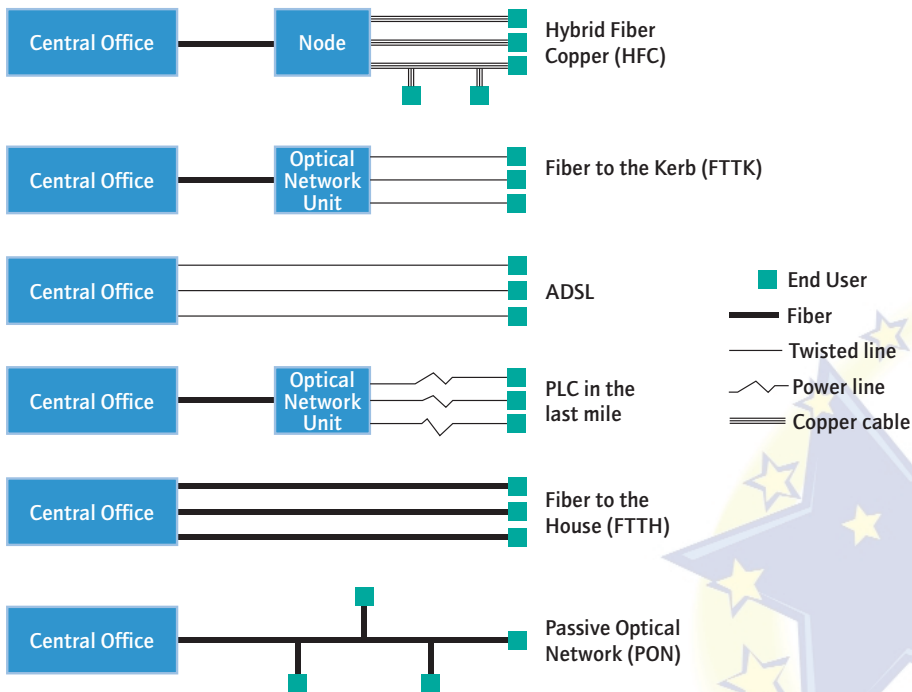 Central Office
Node
Hybrid Fiber
Copper (HFC)
Central Office
Optical
Network
Unit
Fiber to the Kerb (FTTK)
Central Office
ADSL
End User
Fiber
Twisted line
Power line
Copper cable
Central Office
Optical
Network
Unit
PLC in the
last mile
Central Office
Fiber to the
House (FTTH)
Central Office
Passive Optical
Network (PON)